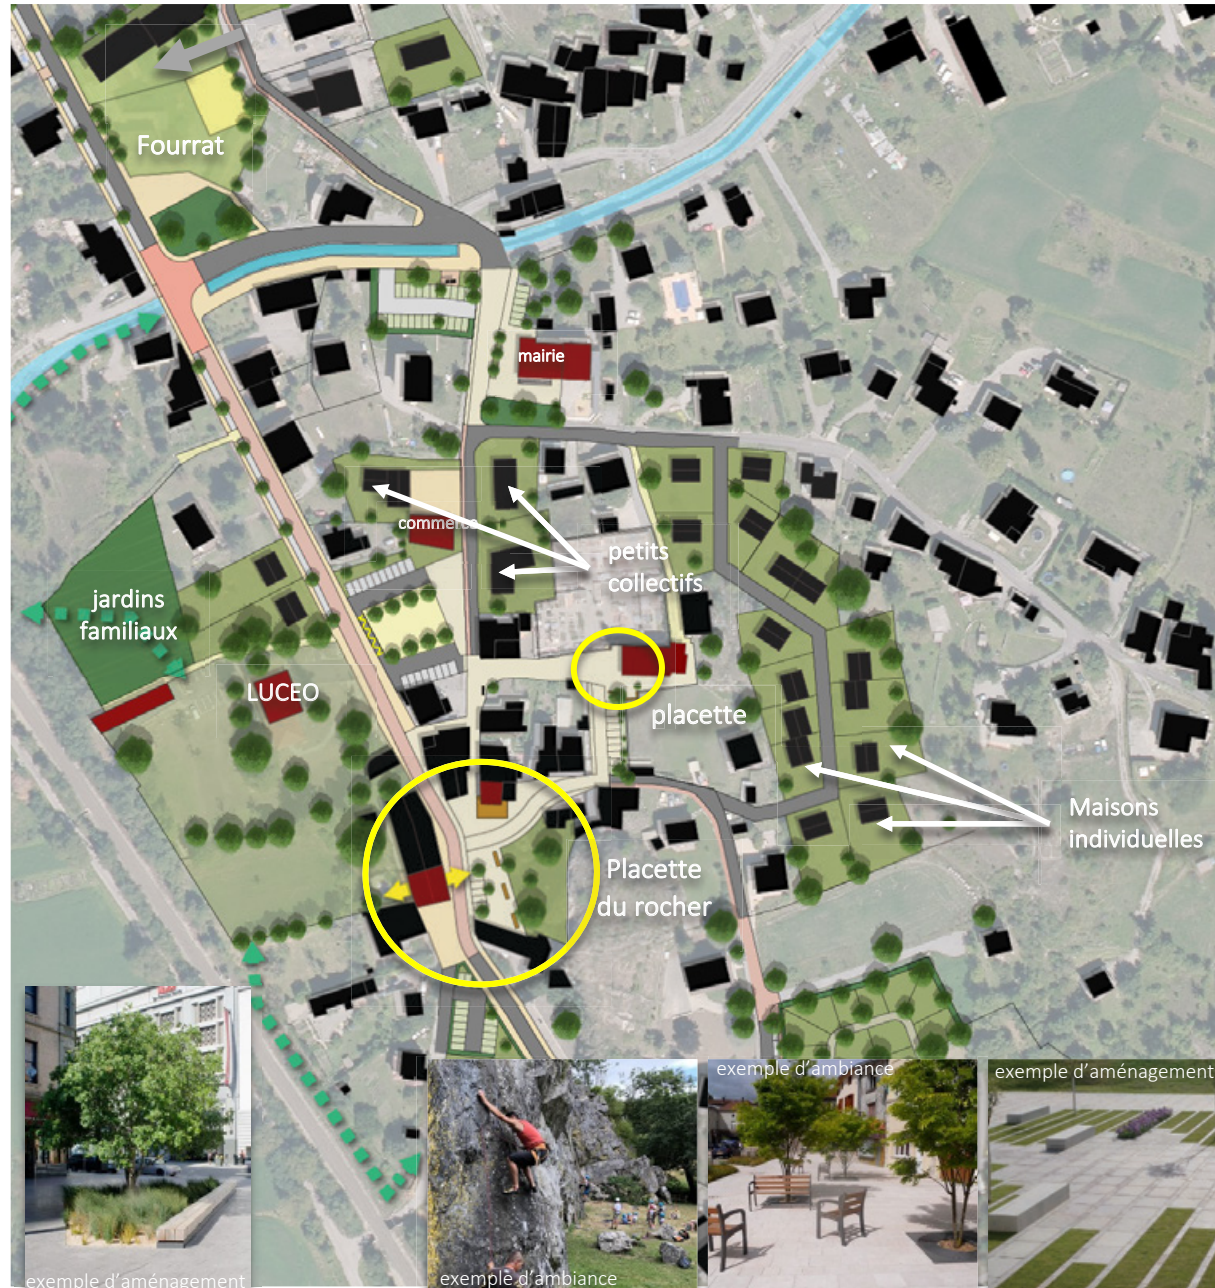 Fourrat
mairie
commerce
petits
collectifs
jardins
familiaux
LUCEO
placette
Maisons
individuelles
Placette
du rocher
exemple d'aménagement
exemple d'ambiance
exemple d'ambiance
exemple d'aménagement